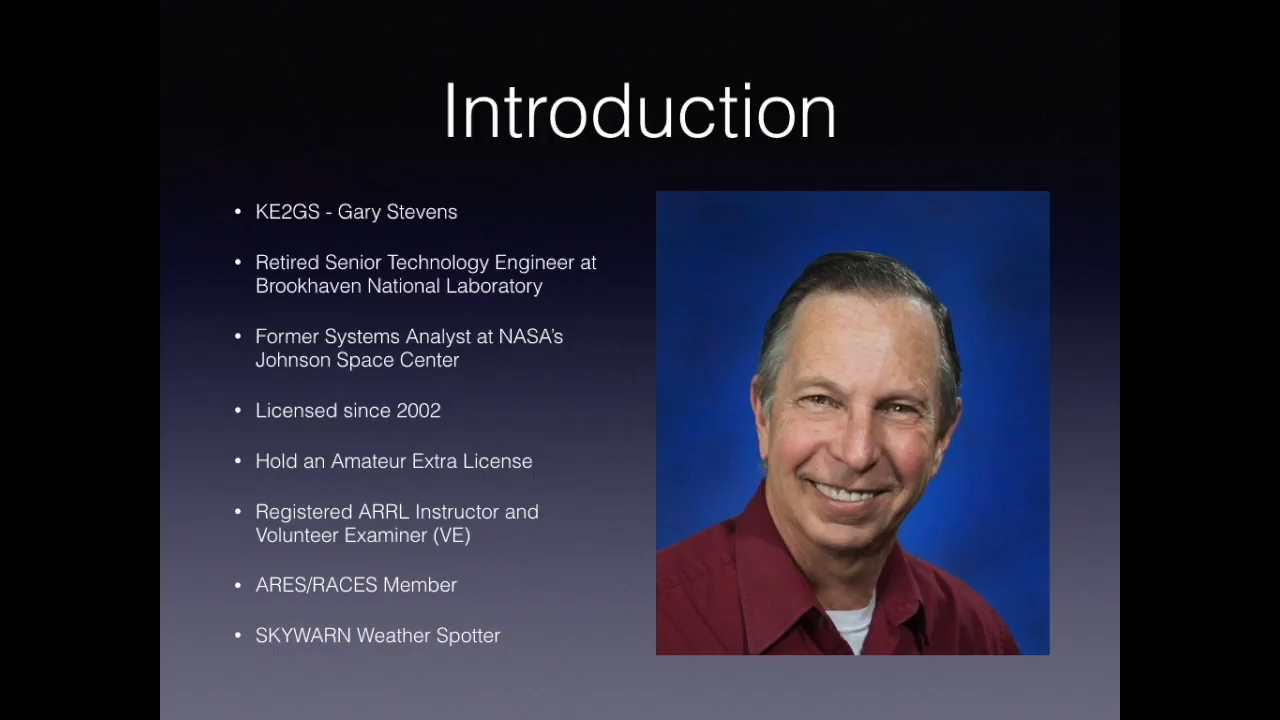 Introduction
• KE2GS - Gary Stevens
• Retired Senior Technology Engineer at
Brookhaven National Laboratory
• Former Systems Analyst at NASA’s
Johnson Space Center
• Licensed since 2002
• Hold an Amateur Extra License
• Registered ARRL Instructor and
Volunteer Examiner (VE)
• ARES/RACES Member
• SKYWARN Weather Spotter